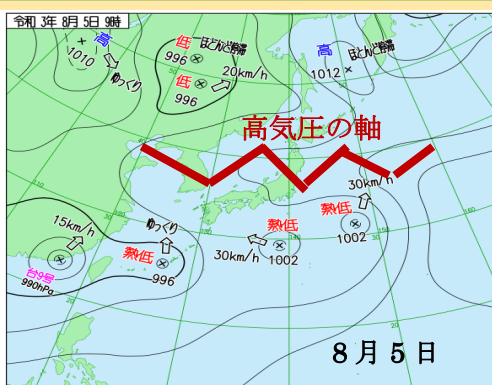 令和 3年 8月 5日 9時
高
1010
ゆっくり
低
ほとんど停滞
996
低
996
20km/h
高
ほとんど停滞
1012
高気圧の軸
30km/h
熱低
1002
熱低
30km/h
1002
ゆっくり
熱低
996
15km/h
台9号
990hPa
8月5日